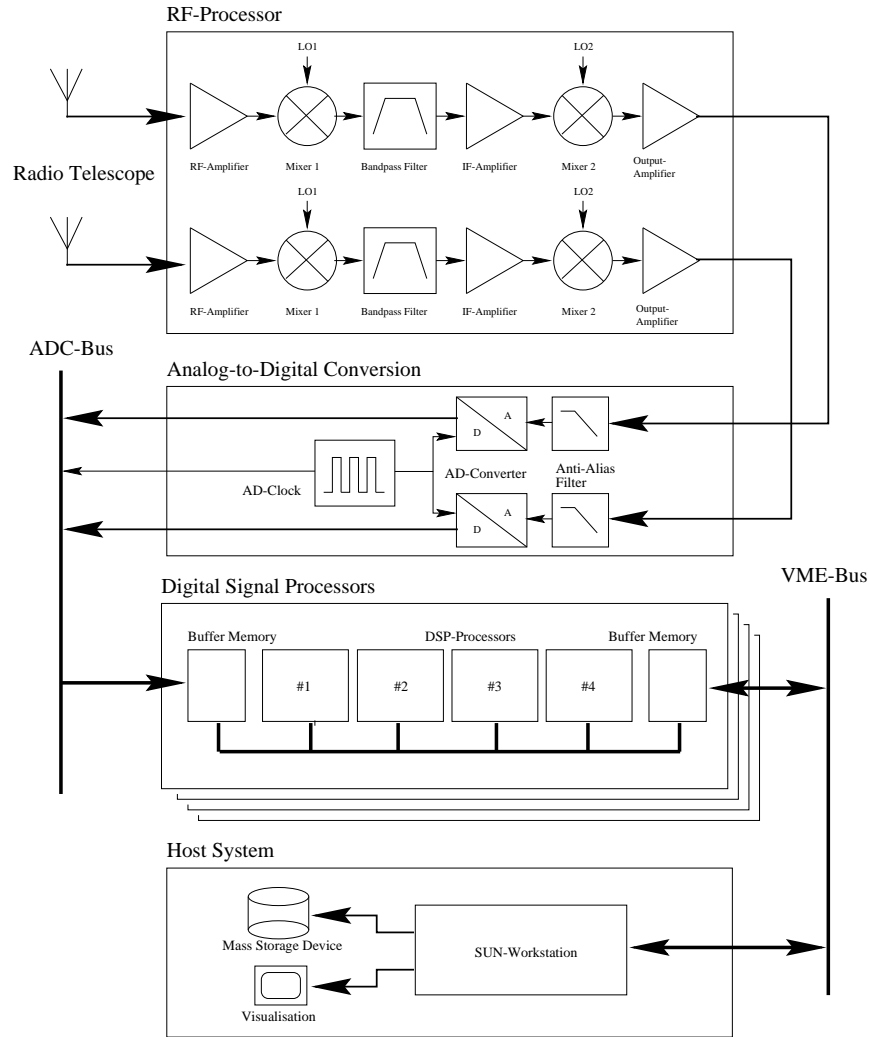 RF-Processor
LO1
LO2
RF-Amplifier
Mixer 1
Bandpass Filter
IF-Amplifier
Mixer 2
Output-
Amplifier
Radio Telescope
LO1
LO2
RF-Amplifier
Mixer 1
Bandpass Filter
IF-Amplifier
Mixer 2
Output-
Amplifier
ADC-Bus
Analog-to-Digital Conversion
A
D
AD-Clock
AD-Converter
Anti-Alias
Filter
A
D
VME-Bus
Digital Signal Processors
Buffer Memory
DSP-Processors
Buffer Memory
#1
#2
#3
#4
Host System
Mass Storage Device
SUN-Workstation
Visualisation